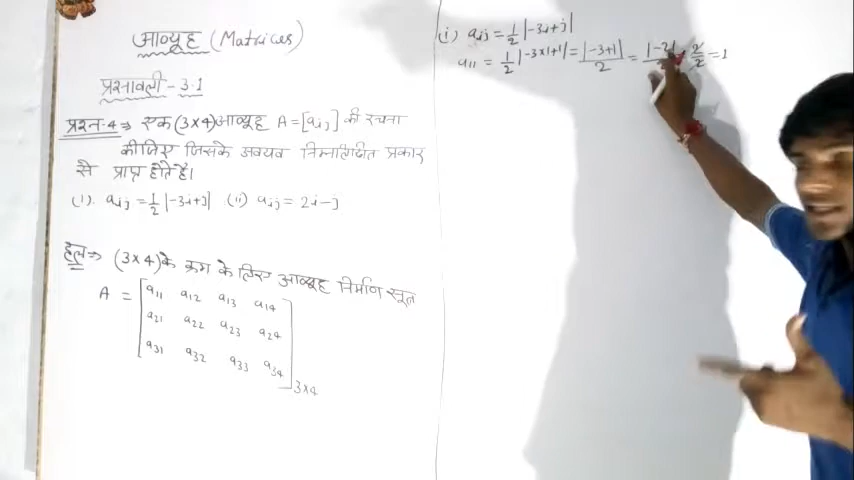 आव्यूह (Matrices)
प्रश्नावली - 3.1
प्रश्न-4 ⇒ एक (3×4) आव्यूह A = [aij] की रचना
कीजिए जिसके अवयव निम्नलिखित प्रकार
से प्राप्त होते है।
(i). aij = 1/2 |-3i+j| (ii) aij = 2i-j
हल ⇒ (3×4) के क्रम के लिए आव्यूह निर्माण सूत्र
A = [a11 a12 a13 a14
a21 a22 a23 a24
a31 a32 a33 a34] 3×4
(i) aij = 1/2 |-3i+j|
a11 = 1/2 |-3×1+1| = |-3+1|/2 = |-2|/2 = 2/2 = 1